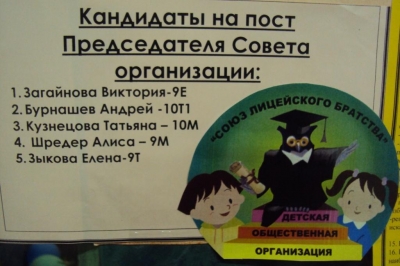 Кандидаты на пост
Председателя Совета
организации:
1. Загайнова Виктория-9Е
2. Бурнашев Андрей -10Т1
3. Кузнецова Татьяна – 10М
4. Шредер Алиса – 9М
5. Зыкова Елена-9Т
"СОЮЗ ЛИЦЕЙСКОГО БРАТСТВА"
ДЕТСКАЯ
ОБЩЕСТВЕННАЯ
ОРГАНИЗАЦИЯ